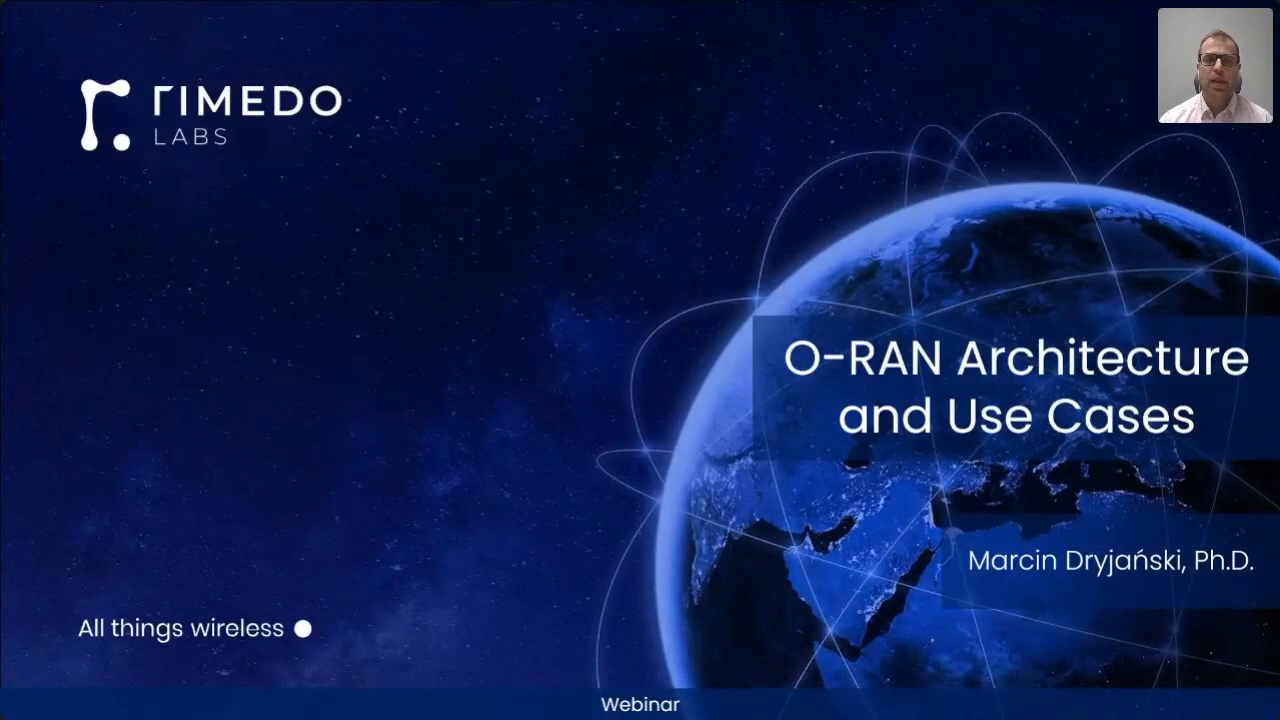 rIMEDO
LABS
O-RAN Architecture
and Use Cases
Marcin Dryjański, Ph.D.
All things wireless
Webinar